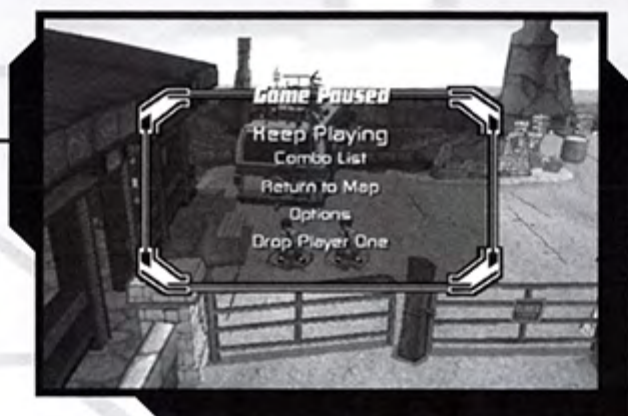 Game Paused
Keep Playing
Combo List
Return to Map
Options
Drop Player One